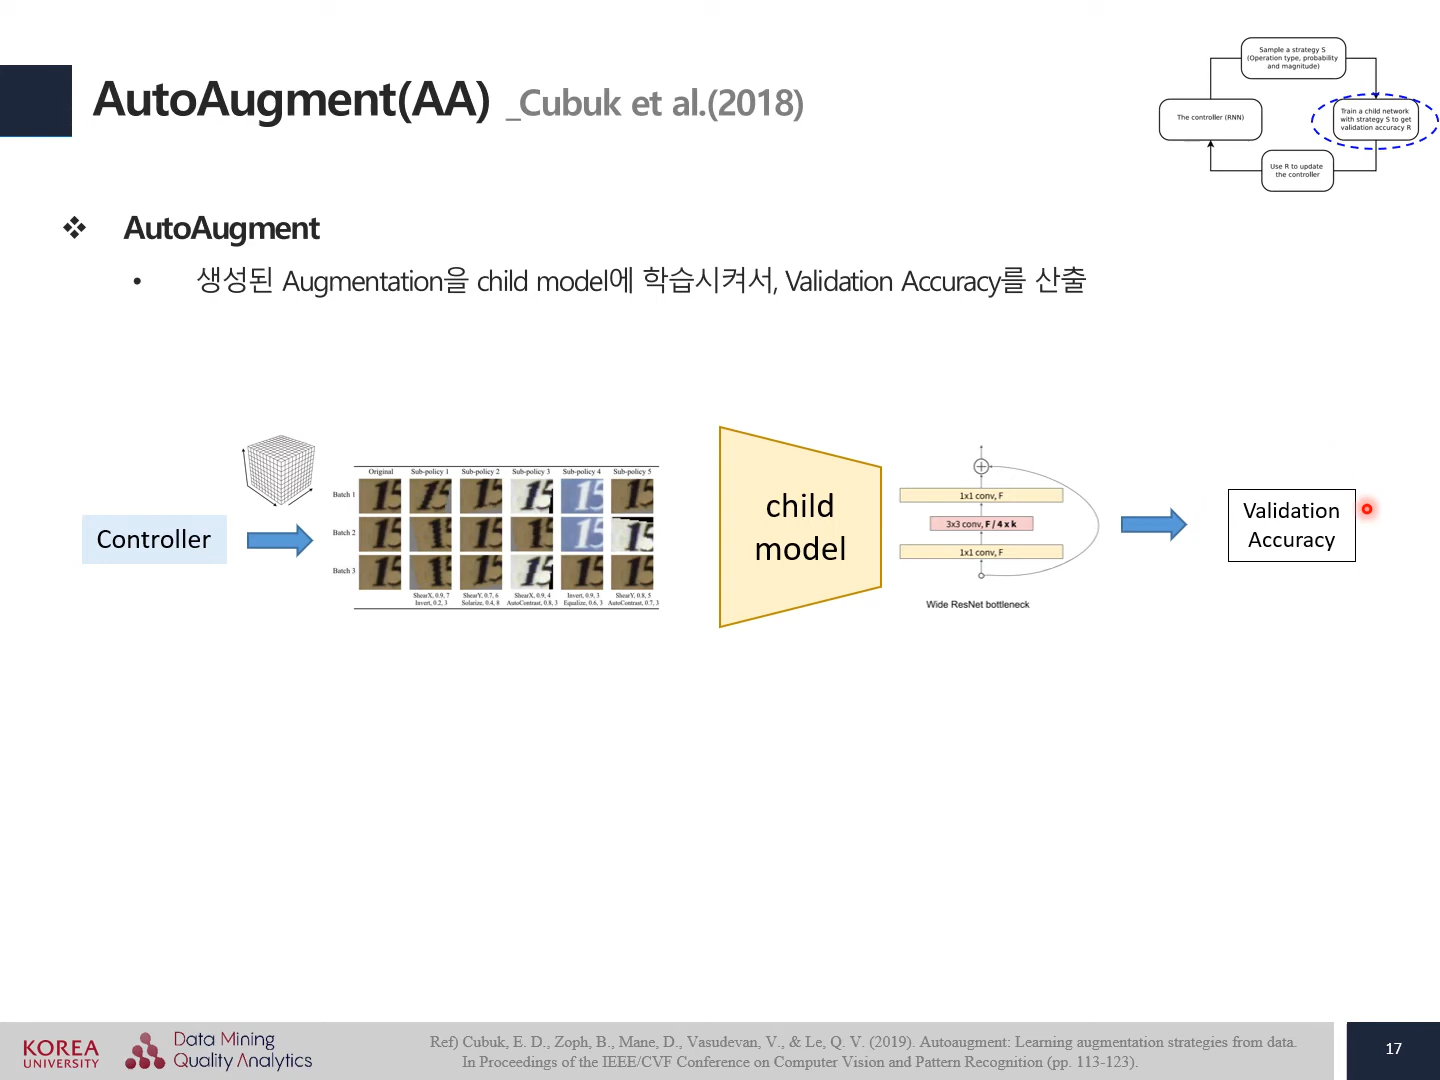 AutoAugment(AA) _Cubuk et al.(2018)
Sample a strategy S
(Operation type, probability
and magnitude)
The controller (RNN)
Train a child network
with strategy S to get
validation accuracy R
Use R to update
the controller
❖ AutoAugment
• 생성된 Augmentation을 child model에 학습시켜서, Validation Accuracy를 산출
Controller
Original Sub-policy 1 Sub-policy 2 Sub-policy 3 Sub-policy 4 Sub-policy 5
Batch 1
Batch 2
Batch 3
ShearX, 0.9, 7 ShearY, 0.7, 6 ShearX, 0.9, 4 Invert, 0.9, 3 ShearY, 0.8, 5
Invert, 0.2, 3 Solarize, 0.4, 8 AutoContrast, 0.8, 3 Equalize, 0.6, 3 AutoContrast, 0.7, 3
child
model
1x1 conv, F
3x3 conv, F / 4 x k
1x1 conv, F
Wide ResNet bottleneck
Validation
Accuracy
KOREA
UNIVERSITY
Data Mining
Quality Analytics
Ref) Cubuk, E. D., Zoph, B., Mane, D., Vasudevan, V., & Le, Q. V. (2019). Autoaugment: Learning augmentation strategies from data.
In Proceedings of the IEEE/CVF Conference on Computer Vision and Pattern Recognition (pp. 113-123).
17